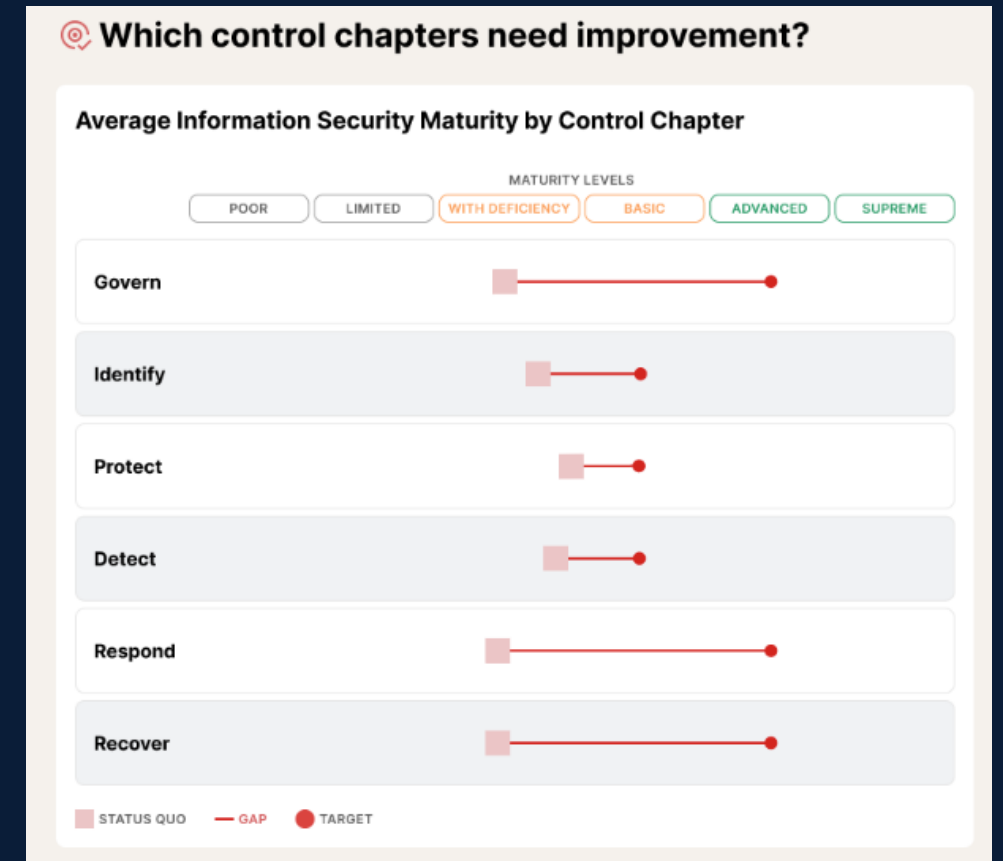 Which control chapters need improvement?
Average Information Security Maturity by Control Chapter
MATURITY LEVELS
POOR LIMITED WITH DEFICIENCY BASIC ADVANCED SUPREME
Govern
Identify
Protect
Detect
Respond
Recover
STATUS QUO GAP TARGET